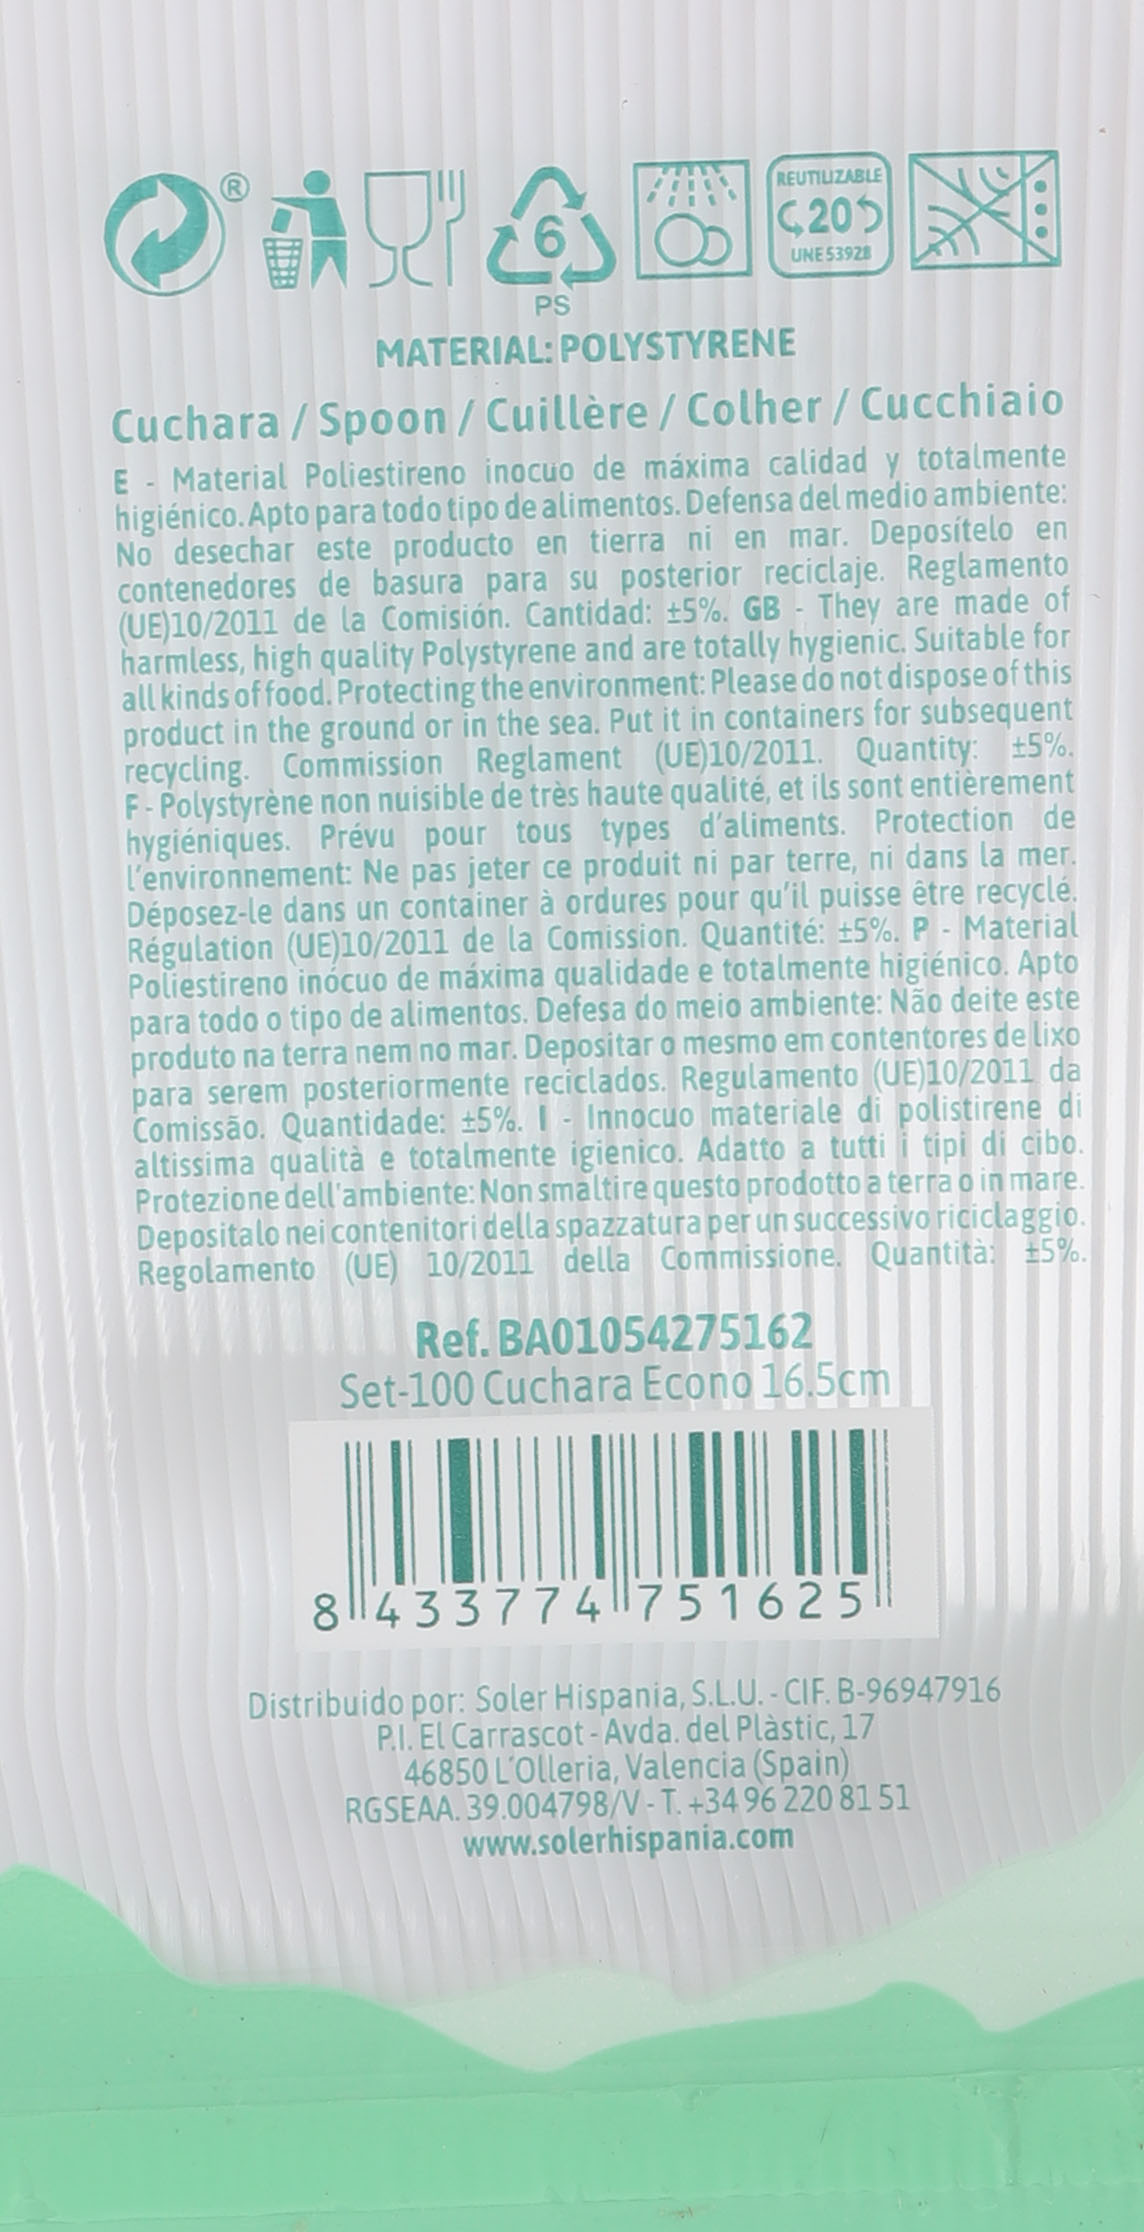 ®
REUTILIZABLE
20
UNE 53928
6
PS
MATERIAL: POLYSTYRENE
Cuchara / Spoon / Cuillère / Colher / Cucchiaio
E - Material Poliestireno inocuo de máxima calidad y totalmente
higiénico. Apto para todo tipo de alimentos. Defensa del medio ambiente:
No desechar este producto en tierra ni en mar. Deposítelo en
contenedores de basura para su posterior reciclaje. Reglamento
(UE)10/2011 de la Comisión. Cantidad: ±5%. GB - They are made of
harmless, high quality Polystyrene and are totally hygienic. Suitable for
all kinds of food. Protecting the environment: Please do not dispose of this
product in the ground or in the sea. Put it in containers for subsequent
recycling. Commission Reglament (UE)10/2011. Quantity: ±5%.
F - Polystyrène non nuisible de très haute qualité, et ils sont entièrement
hygiéniques. Prévu pour tous types d'aliments. Protection de
l'environnement: Ne pas jeter ce produit ni par terre, ni dans la mer.
Déposez-le dans un container à ordures pour qu'il puisse être recyclé.
Régulation (UE)10/2011 de la Comission. Quantité: ±5%. P - Material
Poliestireno inócuo de máxima qualidade e totalmente higiénico. Apto
para todo o tipo de alimentos. Defesa do meio ambiente: Não deite este
produto na terra nem no mar. Depositar o mesmo em contentores de lixo
para serem posteriormente reciclados. Regulamento (UE)10/2011 da
Comissão. Quantidade: ±5%. I - Innocuo materiale di polistirene di
altissima qualità e totalmente igienico. Adatto a tutti i tipi di cibo.
Protezione dell'ambiente: Non smaltire questo prodotto a terra o in mare.
Depositalo nei contenitori della spazzatura per un successivo riciclaggio.
Regolamento (UE) 10/2011 della Commissione. Quantità: ±5%.
Ref. BA01054275162
Set-100 Cuchara Econo 16.5cm
8 433774 751625
Distribuido por: Soler Hispania, S.L.U. - CIF. B-96947916
P.I. El Carrascot - Avda. del Plàstic, 17
46850 L'Olleria, Valencia (Spain)
RGSEAA. 39.004798/V - T. +34 96 220 81 51
www.solerhispania.com